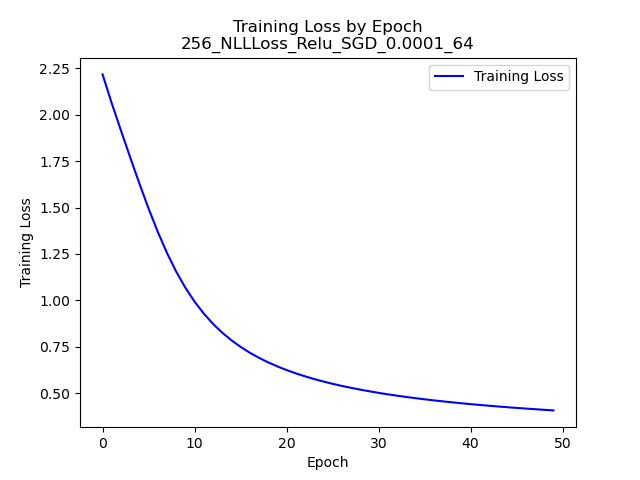 Training Loss by Epoch
256_NLLLoss_Relu_SGD_0.0001_64
Training Loss
2.25
2.00
1.75
1.50
1.25
1.00
0.75
0.50
Training Loss
0 10 20 30 40 50
Epoch